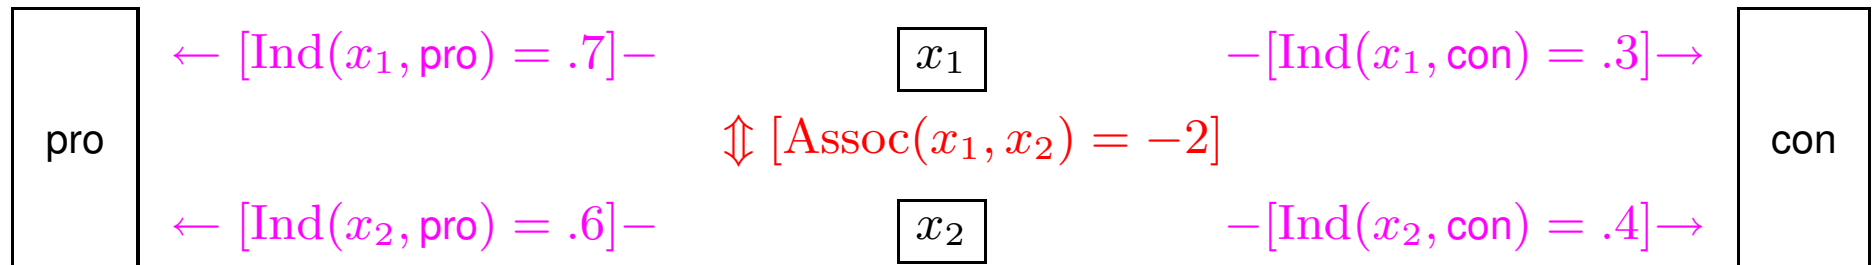 ← [Ind(x₁, pro) = .7]− x₁ −[Ind(x₁, con) = .3]→
pro ⇕ [Assoc(x₁, x₂) = −2] con
← [Ind(x₂, pro) = .6]− x₂ −[Ind(x₂, con) = .4]→